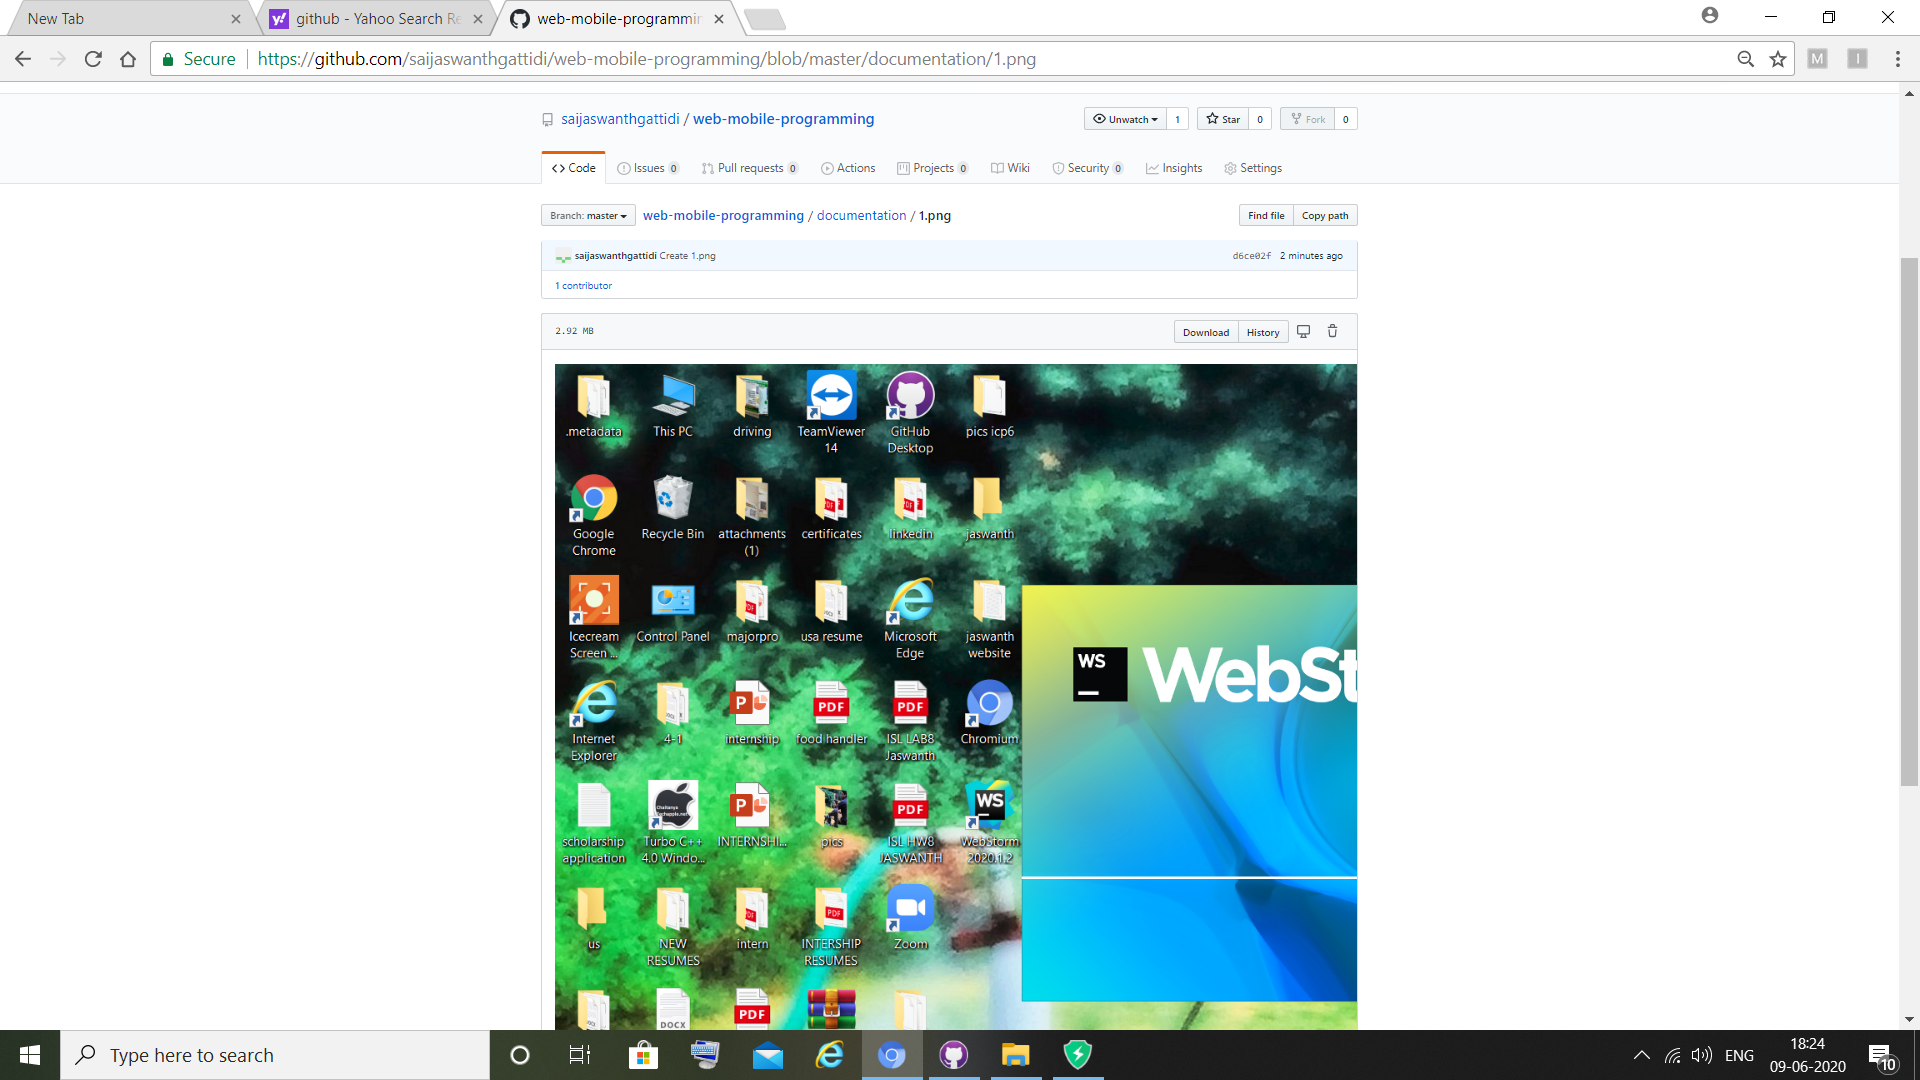 New Tab
github - Yahoo Search Re
web-mobile-programmin
Secure
https://github.com/saijaswanthgattidi/web-mobile-programming/blob/master/documentation/1.png
M
I
saijaswanthgattidi / web-mobile-programming
Unwatch 1
Star 0
Fork 0
Code
Issues 0
Pull requests 0
Actions
Projects 0
Wiki
Security 0
Insights
Settings
Branch: master
web-mobile-programming / documentation / 1.png
Find file
Copy path
saijaswanthgattidi Create 1.png
d6ce02f 2 minutes ago
1 contributor
2.92 MB
Download
History
.metadata
This PC
driving
TeamViewer
14
GitHub
Desktop
pics icp6
Google
Chrome
Recycle Bin
attachments
(1)
certificates
linkedin
jaswanth
Icecream
Screen ...
Control Panel
majorpro
usa resume
Microsoft
Edge
jaswanth
website
WS
WebSt
Internet
Explorer
4-1
internship
PDF
food handler
PDF
ISL LAB8
Jaswanth
Chromium
scholarship
application
Turbo C++
4.0 Windo...
INTERNSHI...
pics
PDF
ISL HW8
JASWANTH
WS
WebStorm
2020.1.2
us
NEW
RESUMES
intern
INTERSHIP
RESUMES
Zoom
DOCX
PDF
Type here to search
ENG
18:24
09-06-2020
10